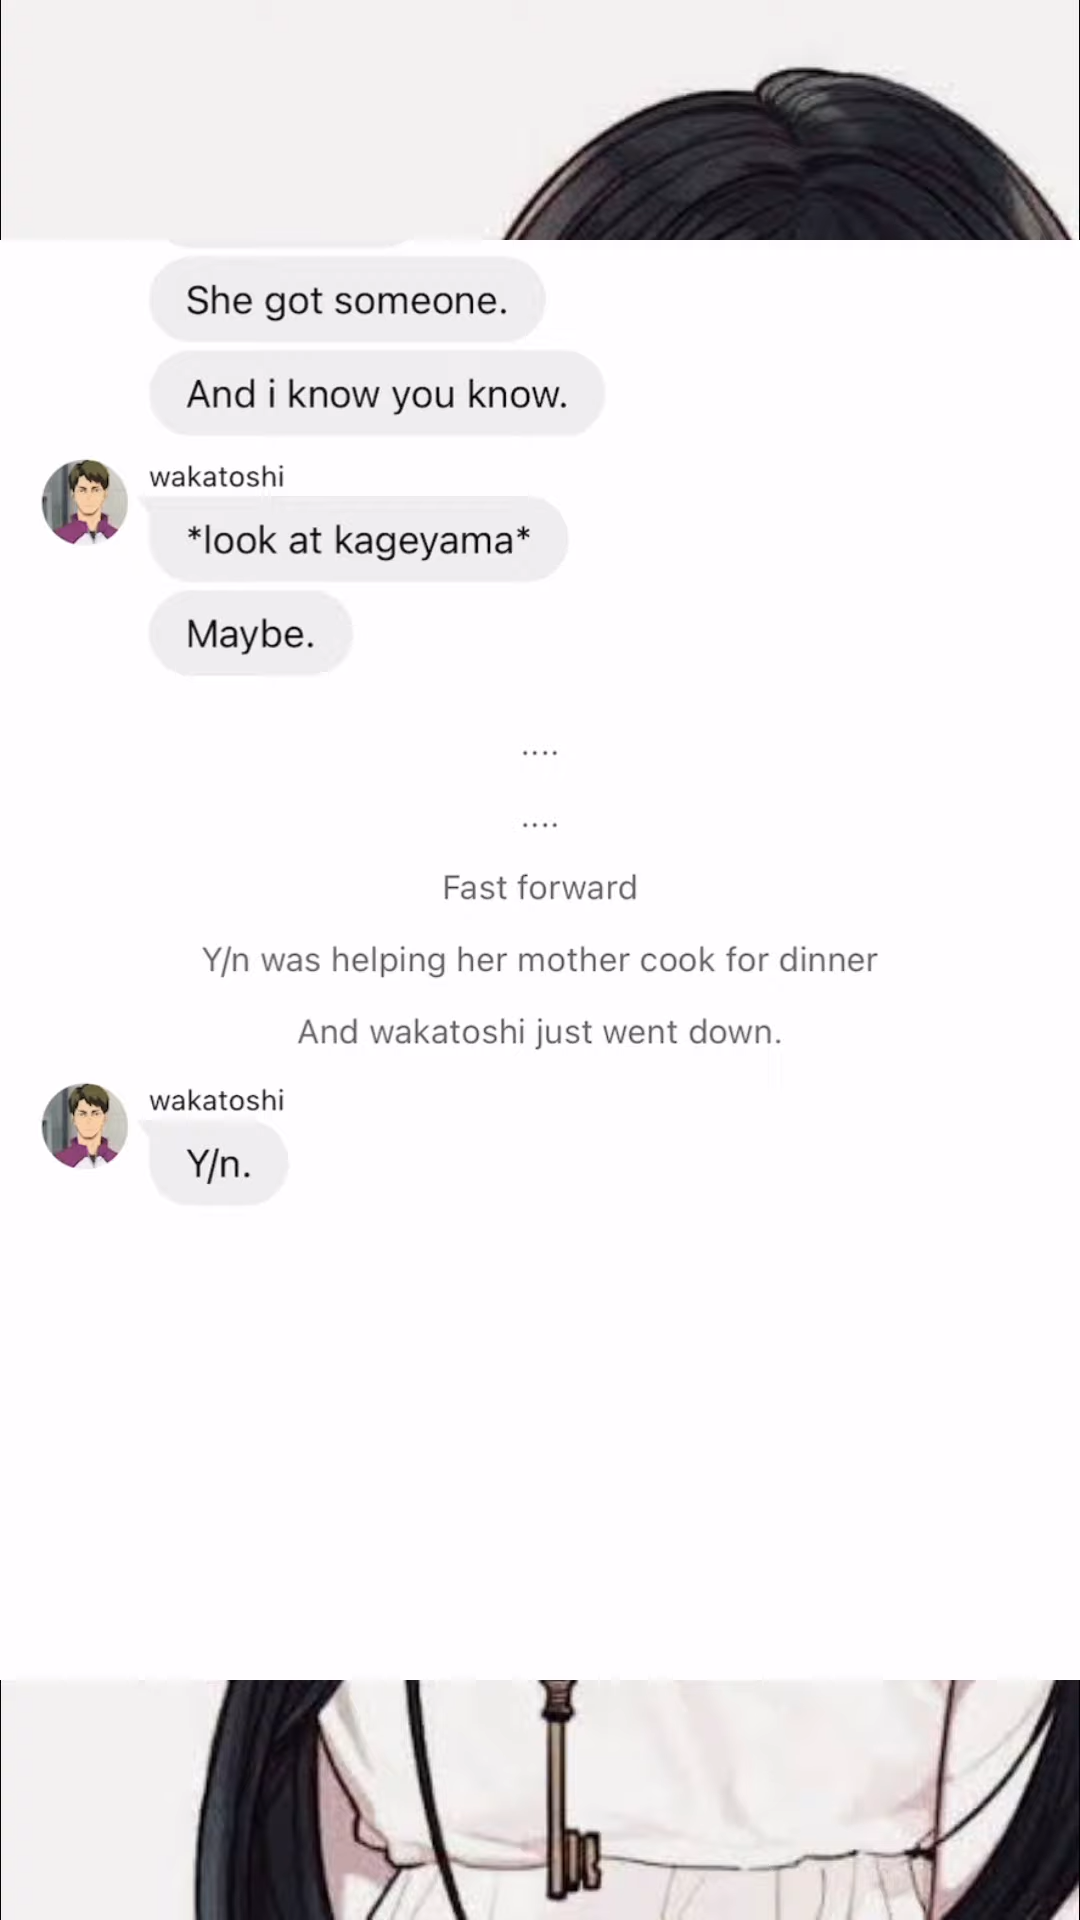 She got someone.
And i know you know.
wakatoshi
*look at kageyama*
Maybe.
....
....
Fast forward
Y/n was helping her mother cook for dinner
And wakatoshi just went down.
wakatoshi
Y/n.